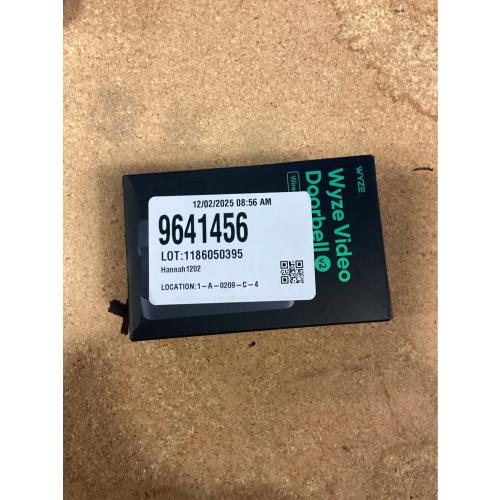 12/02/2025 08:56 AM
9641456
LOT:1186050395
Hannah1202
LOCATION:1-A-0209-C-4
WYZE
Wyze Video
Doorbell v2